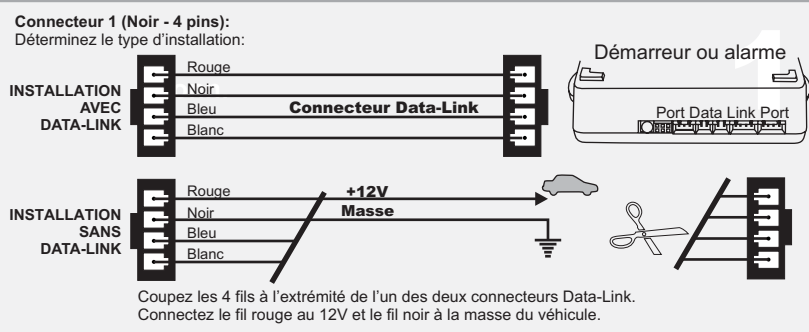 Connecteur 1 (Noir - 4 pins):
Déterminez le type d'installation:
1
Démarreur ou alarme
Port Data Link Port
INSTALLATION
AVEC
DATA-LINK
Rouge
Noir
Bleu
Blanc
Connecteur Data-Link
INSTALLATION
SANS
DATA-LINK
Rouge
Noir
Bleu
Blanc
+12V
Masse
Coupez les 4 fils à l'extrémité de l'un des deux connecteurs Data-Link.
Connectez le fil rouge au 12V et le fil noir à la masse du véhicule.